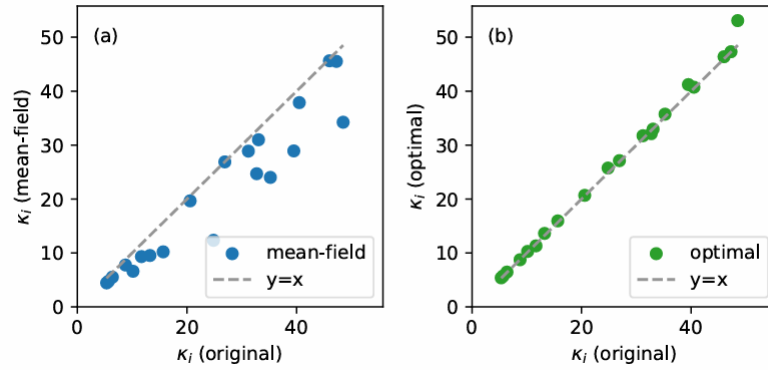 (a)
50
40
30
20
10
0
κi (mean-field)
mean-field
y=x
0 20 40
κi (original)
(b)
50
40
30
20
10
0
κi (optimal)
optimal
y=x
0 20 40
κi (original)